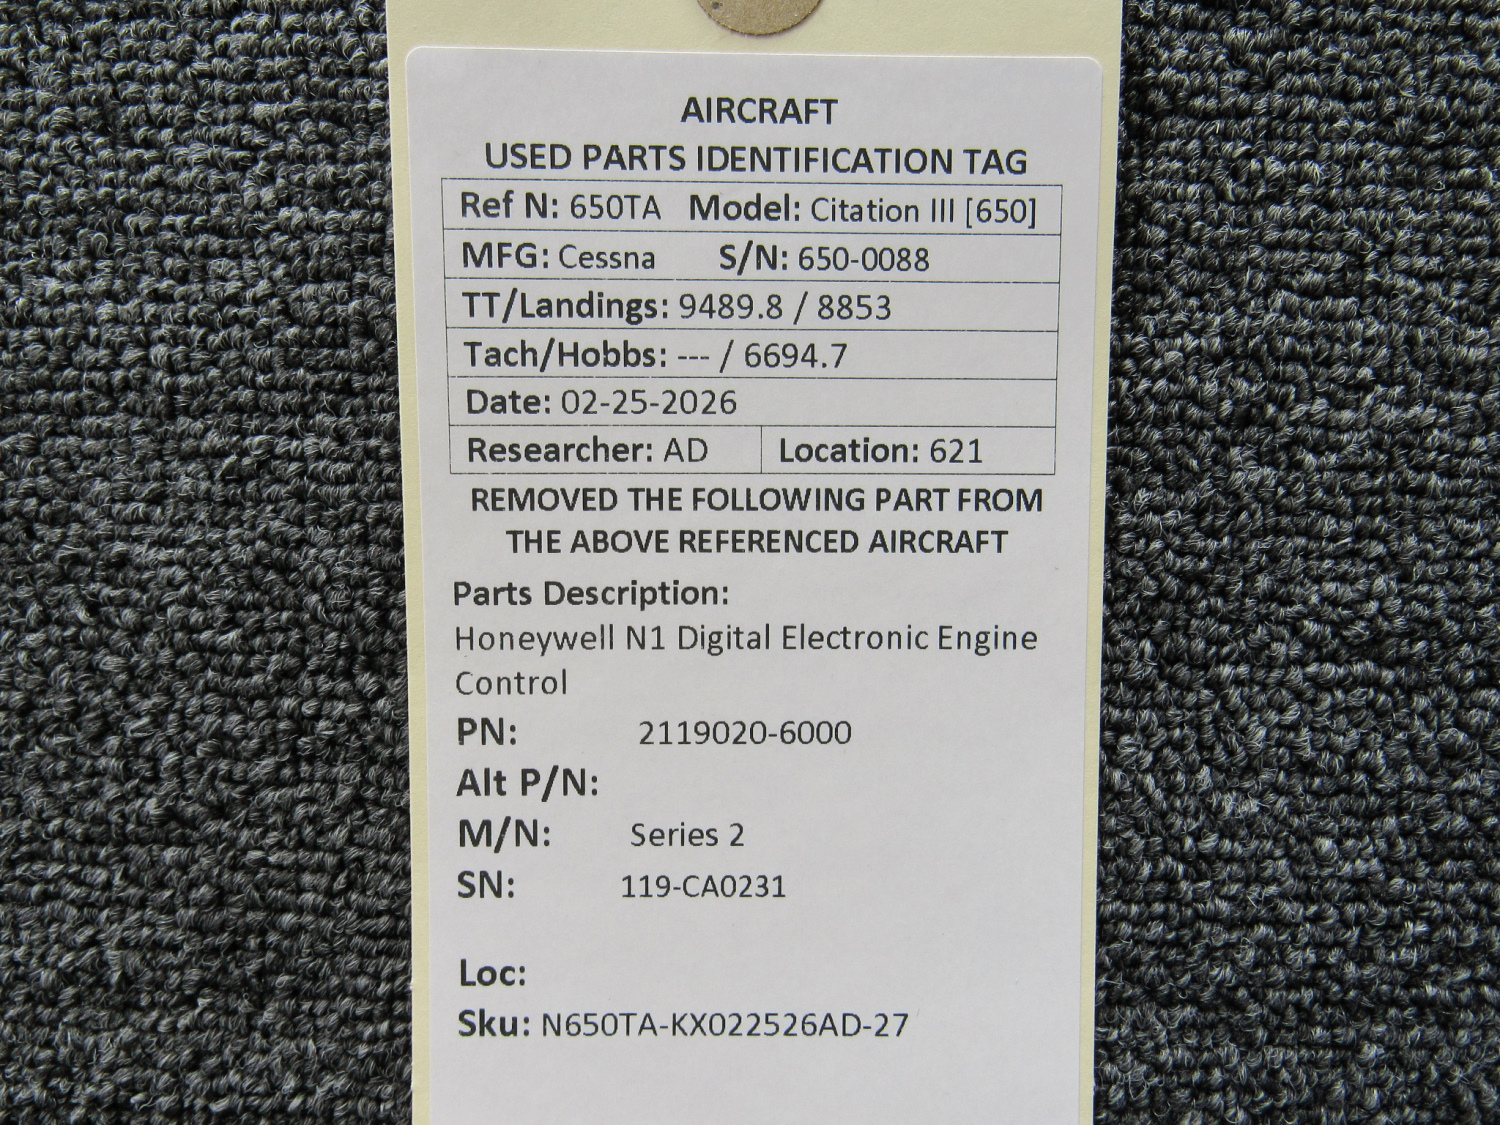 AIRCRAFT
USED PARTS IDENTIFICATION TAG
Ref N: 650TA Model: Citation III [650]
MFG: Cessna S/N: 650-0088
TT/Landings: 9489.8 / 8853
Tach/Hobbs: --- / 6694.7
Date: 02-25-2026
Researcher: AD Location: 621
REMOVED THE FOLLOWING PART FROM
THE ABOVE REFERENCED AIRCRAFT
Parts Description:
Honeywell N1 Digital Electronic Engine
Control
PN: 2119020-6000
Alt P/N:
M/N: Series 2
SN: 119-CA0231
Loc:
Sku: N650TA-KX022526AD-27